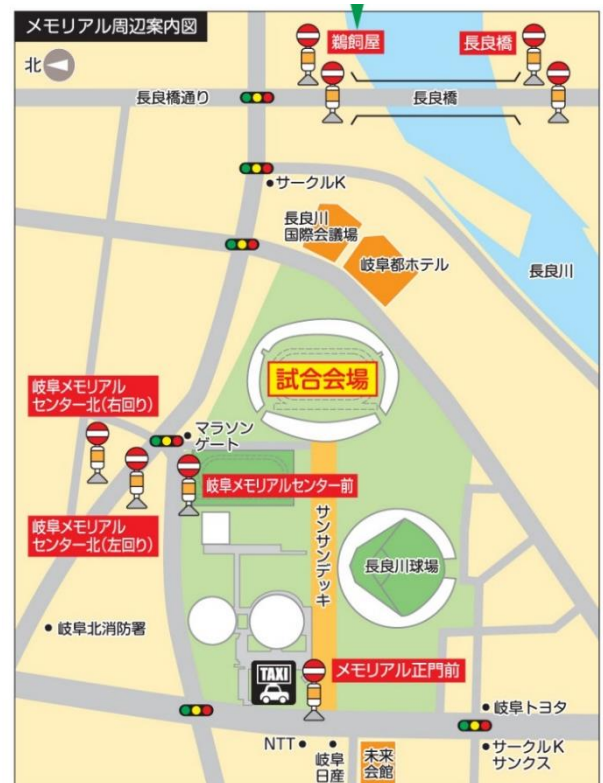 メモリアル周辺案内図
北
鵜飼屋
長良橋
長良橋通り
長良橋
サークルK
長良川
国際会議場
岐阜都ホテル
長良川
試合会場
岐阜メモリアル
センター北(右回り)
マラソン
ゲート
岐阜メモリアルセンター前
岐阜メモリアル
センター北(左回り)
サンサンデッキ
長良川球場
岐阜北消防署
TAXI
メモリアル正門前
岐阜トヨタ
NTT
岐阜
日産
未来
会館
サークルK
サンクス